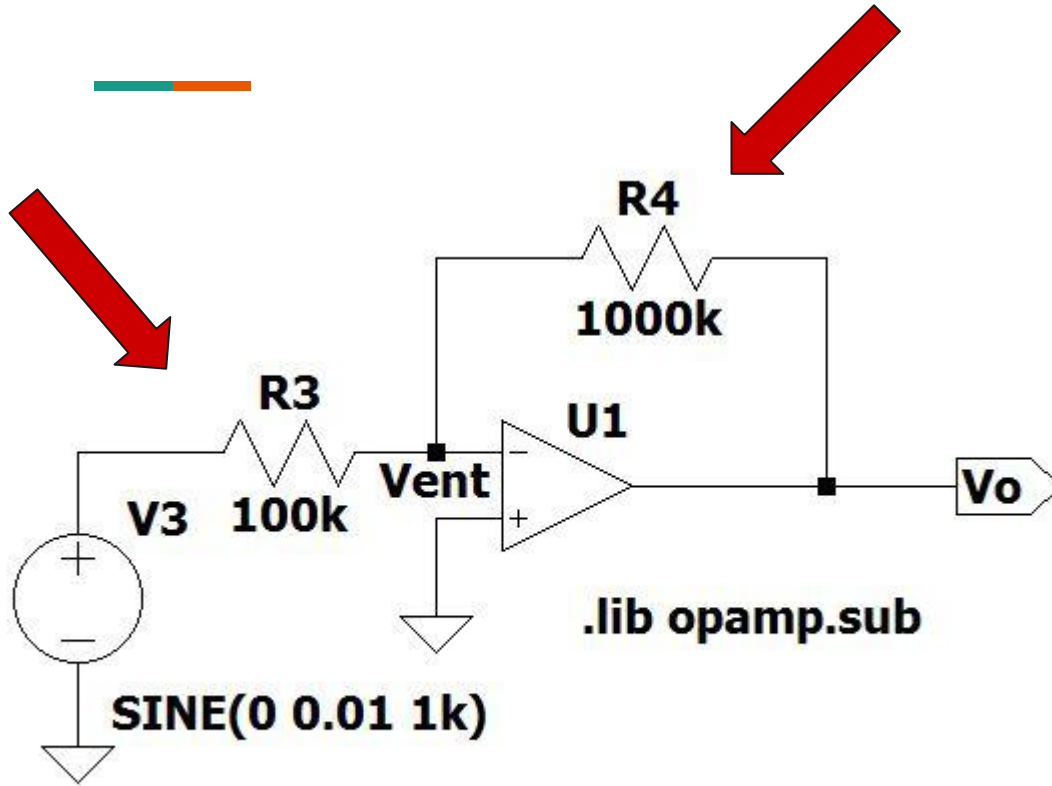 R4
1000k
R3
100k
Vent
U1
−
+
V3
+
−
Vo
.lib opamp.sub
SINE(0 0.01 1k)